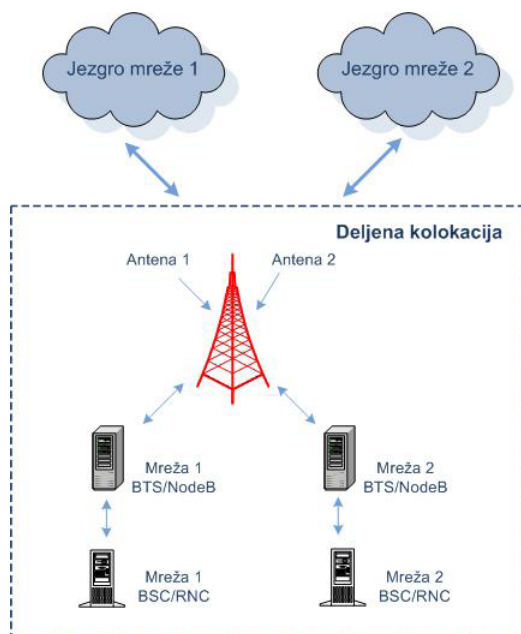 Jezgro mreže 1
Jezgro mreže 2
Deljena kolokacija
Antena 1
Antena 2
Mreža 1
BTS/NodeB
Mreža 2
BTS/NodeB
Mreža 1
BSC/RNC
Mreža 2
BSC/RNC